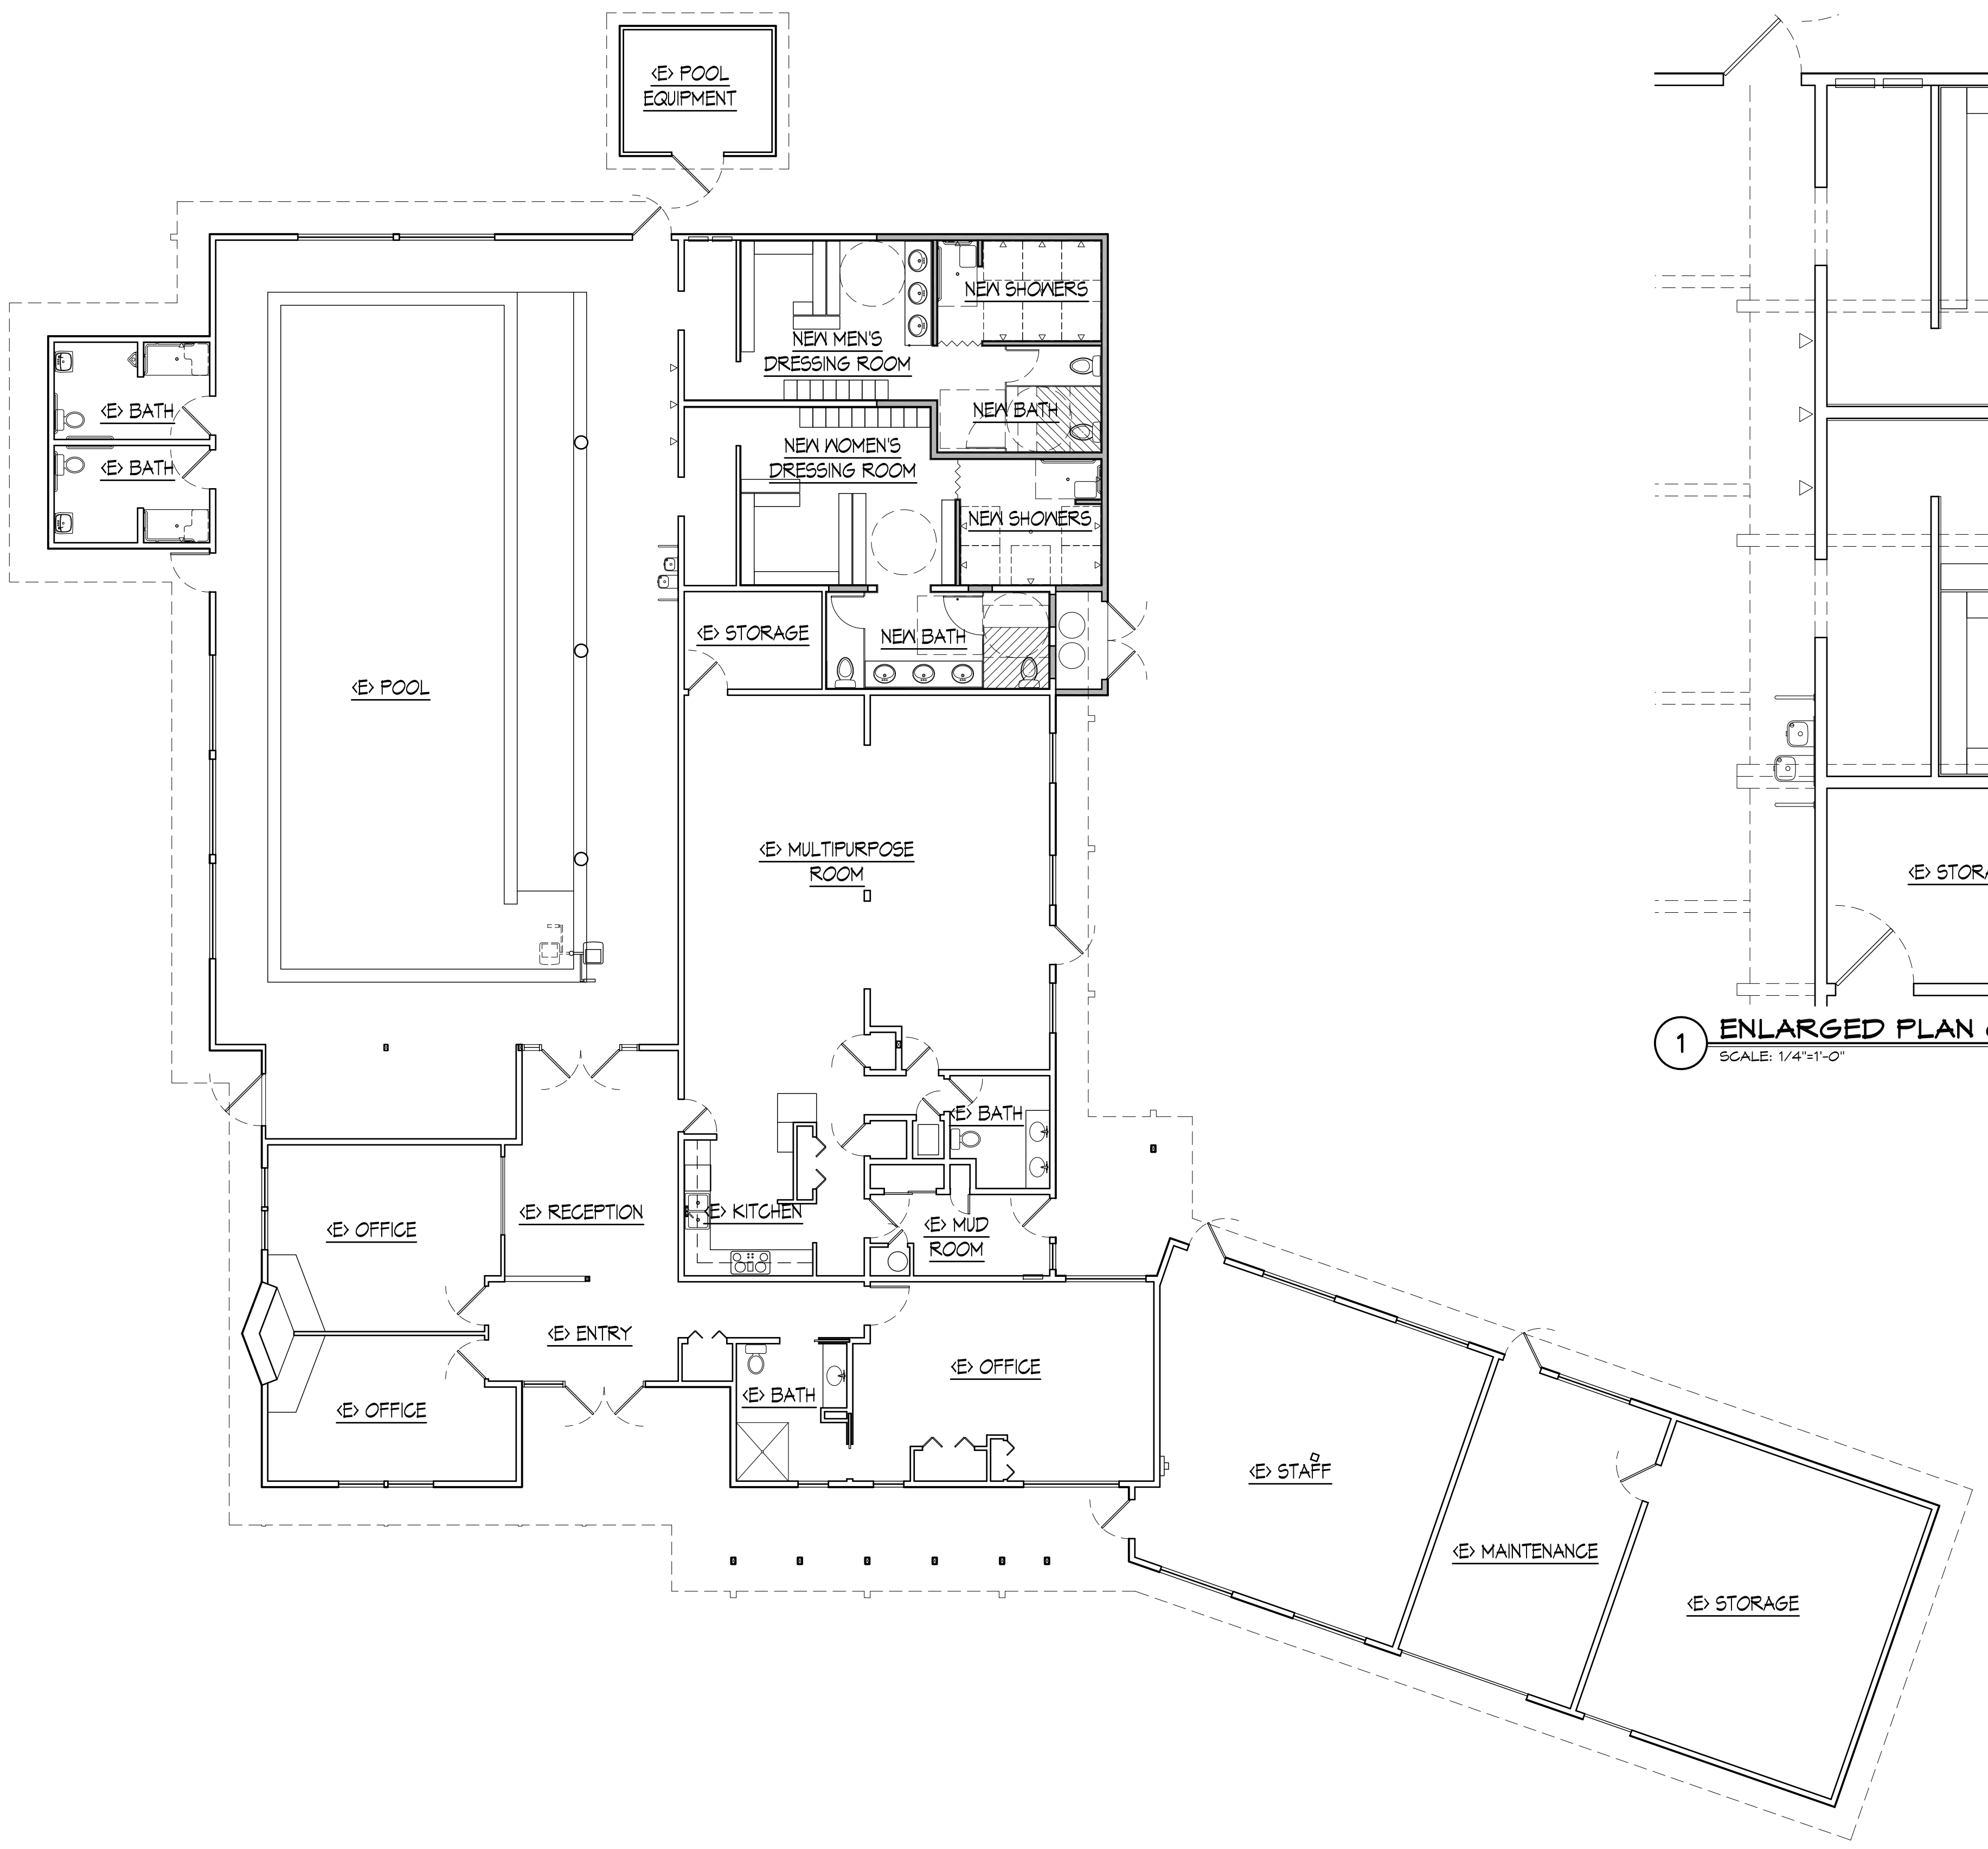 <E> POOL
EQUIPMENT
NEW SHOWERS
NEW MEN'S
DRESSING ROOM
<E> BATH
NEW BATH
NEW WOMEN'S
DRESSING ROOM
<E> BATH
NEW SHOWERS
<E> STORAGE
NEW BATH
<E> POOL
<E> MULTIPURPOSE
ROOM
<E> STORA
1
ENLARGED PLAN
SCALE: 1/4"=1'-0"
<E> BATH
<E> OFFICE
<E> RECEPTION
<E> KITCHEN
<E> MUD
ROOM
<E> ENTRY
<E> OFFICE
<E> BATH
<E> OFFICE
<E> STAFF
<E> MAINTENANCE
<E> STORAGE